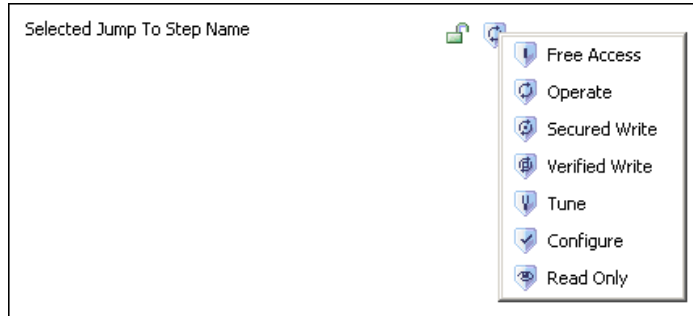 Selected Jump To Step Name
Free Access
Operate
Secured Write
Verified Write
Tune
Configure
Read Only